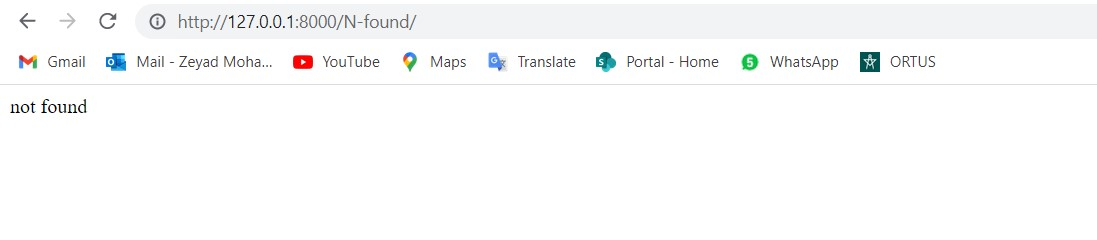 http://127.0.0.1:8000/N-found/
Gmail Mail - Zeyad Moha... YouTube Maps Translate Portal - Home 5 WhatsApp ORTUS
not found